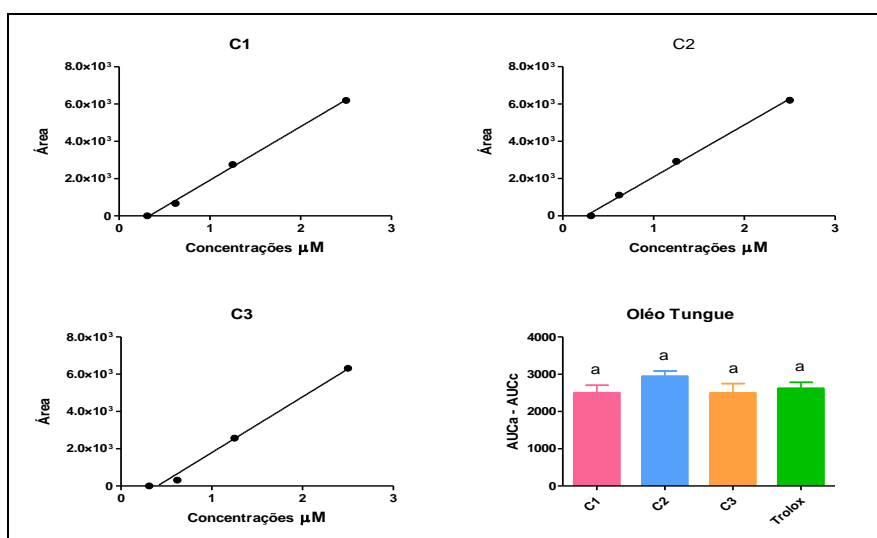 C1
8.0×10³
6.0×10³
4.0×10³
2.0×10³
0
Área
0 1 2 3
Concentrações µM
C2
8.0×10³
6.0×10³
4.0×10³
2.0×10³
0
Área
0 1 2 3
Concentrações µM
C3
8.0×10³
6.0×10³
4.0×10³
2.0×10³
0
Área
0 1 2 3
Concentrações µM
Oléo Tungue
4000
3000
2000
1000
0
AUCa - AUCc
a a a a
C1 C2 C3 Trolox